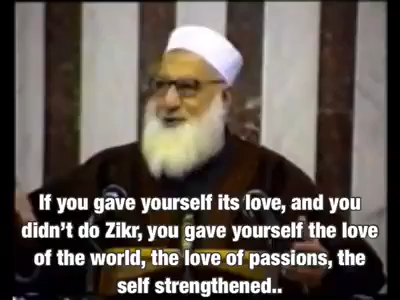 If you gave yourself its love, and you
didn't do Zikr, you gave yourself the love
of the world, the love of passions, the
self strengthened..